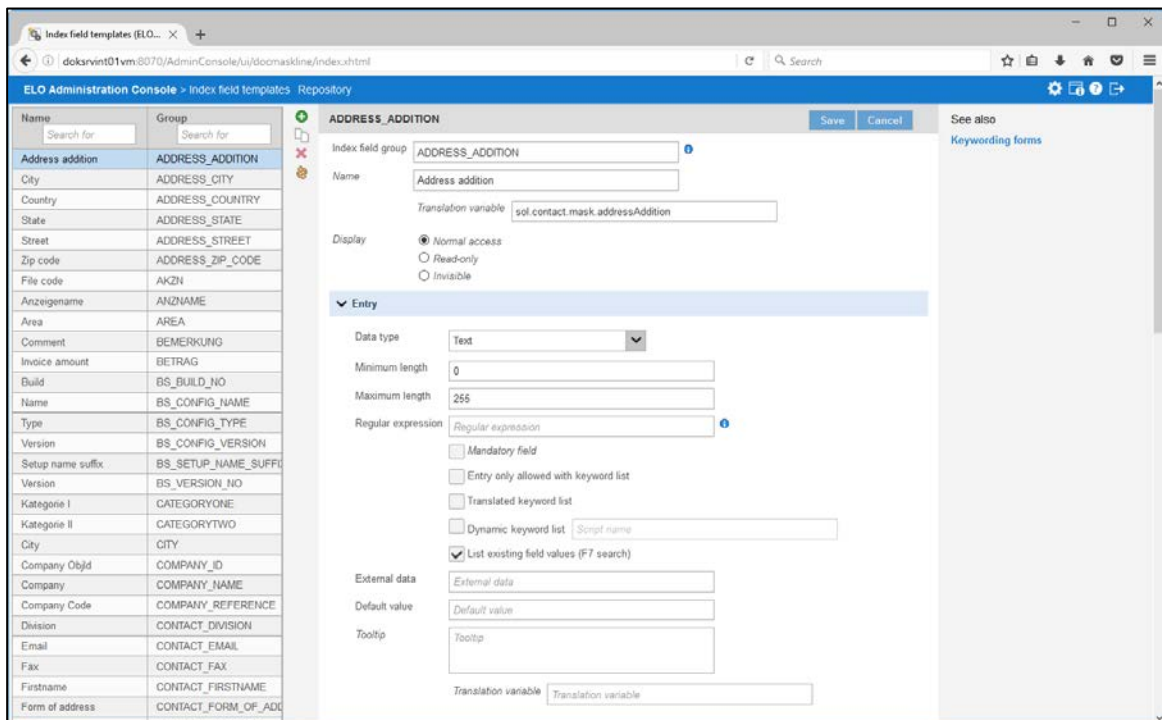 Index field templates (ELO...
doksrvint01vm:8070/AdminConsole/ui/docmaskline/index.xhtml
Search
ELO Administration Console > Index field templates Repository
Name Group
Search for Search for
Address addition ADDRESS_ADDITION
City ADDRESS_CITY
Country ADDRESS_COUNTRY
State ADDRESS_STATE
Street ADDRESS_STREET
Zip code ADDRESS_ZIP_CODE
File code AKZN
Anzeigename ANZNAME
Area AREA
Comment BEMERKUNG
Invoice amount BETRAG
Build BS_BUILD_NO
Name BS_CONFIG_NAME
Type BS_CONFIG_TYPE
Version BS_CONFIG_VERSION
Setup name suffix BS_SETUP_NAME_SUFFI
Version BS_VERSION_NO
Kategorie I CATEGORYONE
Kategorie II CATEGORYTWO
City CITY
Company ObjId COMPANY_ID
Company COMPANY_NAME
Company Code COMPANY_REFERENCE
Division CONTACT_DIVISION
Email CONTACT_EMAIL
Fax CONTACT_FAX
Firstname CONTACT_FIRSTNAME
Form of address CONTACT_FORM_OF_ADD
ADDRESS_ADDITION Save Cancel
Index field group ADDRESS_ADDITION
Name Address addition
Translation variable sol.contact.mask.addressAddition
Display Normal access
Read-only
Invisible
Entry
Data type Text
Minimum length 0
Maximum length 255
Regular expression Regular expression
Mandatory field
Entry only allowed with keyword list
Translated keyword list
Dynamic keyword list Script name
List existing field values (F7 search)
External data External data
Default value Default value
Tooltip Tooltip
Translation variable Translation variable
See also
Keywording forms